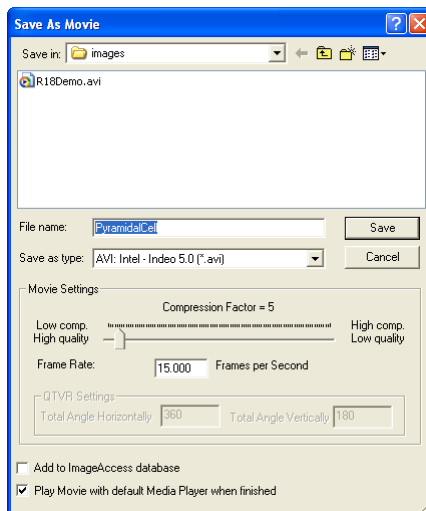 Save As Movie
Save in: images
R18Demo.avi
File name: PyramidalCell Save
Save as type: AVI: Intel - Indeo 5.0 (*.avi) Cancel
Movie Settings
Compression Factor = 5
Low comp. High comp.
High quality Low quality
Frame Rate: 15.000 Frames per Second
QTVR Settings
Total Angle Horizontally 360 Total Angle Vertically 180
Add to ImageAccess database
Play Movie with default Media Player when finished